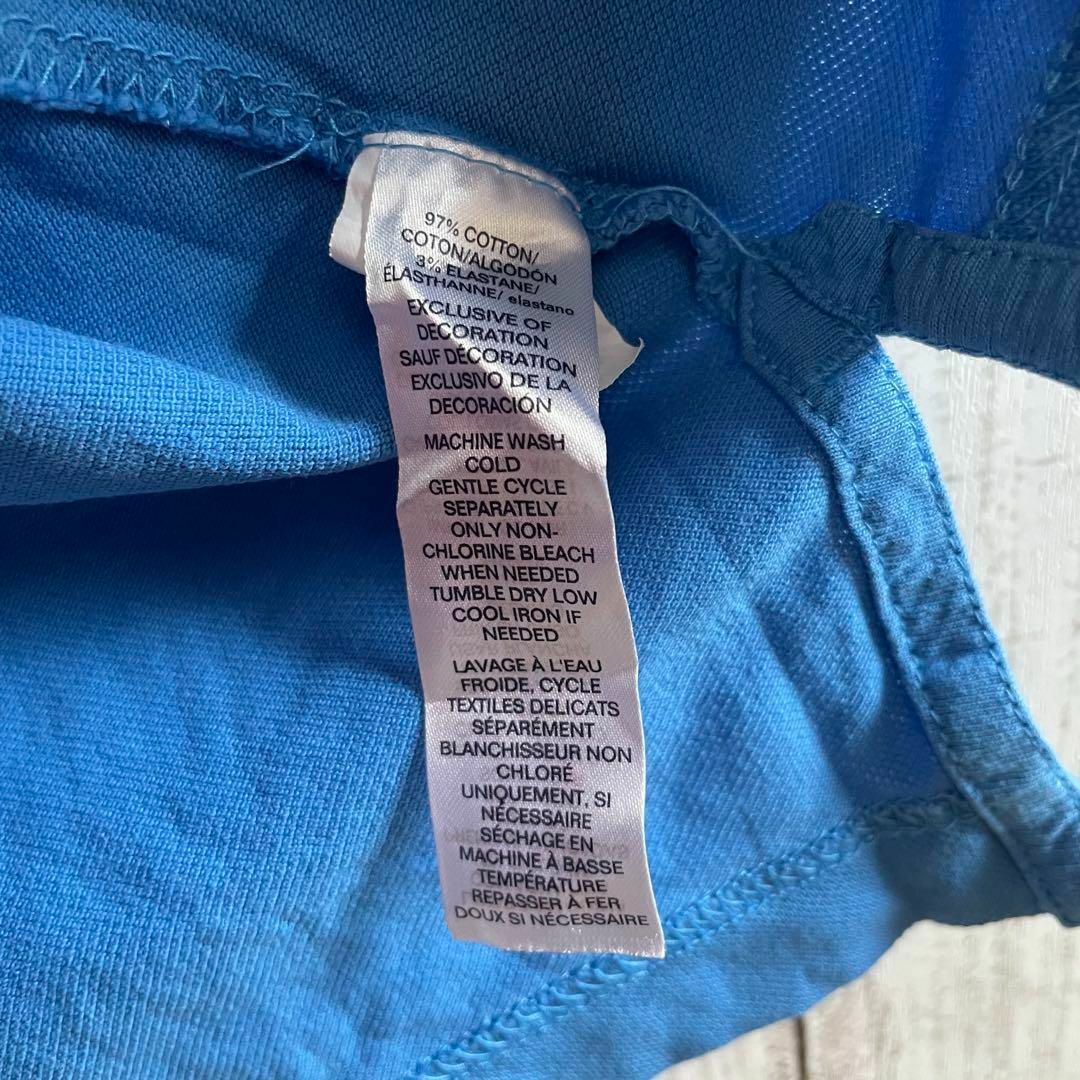 97% COTTON/
COTON/ALGODÓN
3% ELASTANE/
ÉLASTHANNE/ elastano
EXCLUSIVE OF
DECORATION
SAUF DÉCORATION
EXCLUSIVO DE LA
DECORACIÓN
MACHINE WASH
COLD
GENTLE CYCLE
SEPARATELY
ONLY NON-
CHLORINE BLEACH
WHEN NEEDED
TUMBLE DRY LOW
COOL IRON IF
NEEDED
LAVAGE À L'EAU
FROIDE, CYCLE
TEXTILES DELICATS
SÉPARÉMENT
BLANCHISSEUR NON
CHLORÉ
UNIQUEMENT, SI
NÉCESSAIRE
SÉCHAGE EN
MACHINE À BASSE
TEMPÉRATURE
REPASSER À FER
DOUX SI NÉCESSAIRE